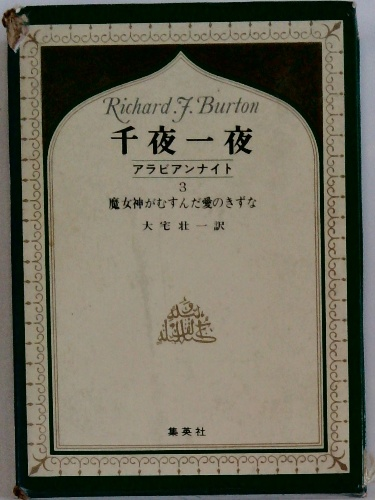 Richard F. Burton
千夜一夜
アラビアンナイト
3
魔女神がむすんだ愛のきずな
大宅壮一訳
集英社